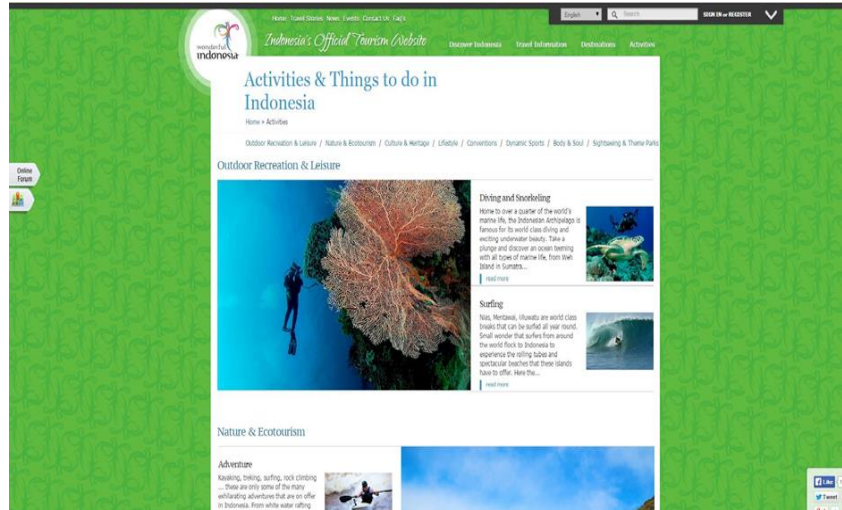 Home Travel Stories News Events Contact Us Faq's
English
Search
SIGN IN or REGISTER
wonderful
indonesia
Indonesia's Official Tourism Website
Discover Indonesia Travel Information Destinations Activities
Activities & Things to do in
Indonesia
Home » Activities
Outdoor Recreation & Leisure / Nature & Ecotourism / Culture & Heritage / Lifestyle / Conventions / Dynamic Sports / Body & Soul / Sightseeing & Theme Parks
Online
Forum
Outdoor Recreation & Leisure
Diving and Snorkeling
Home to over a quarter of the world's
marine life, the Indonesian Archipelago is
famous for its world class diving and
exciting underwater beauty. Take a
plunge and discover an ocean teeming
with all types of marine life, from Weh
Island in Sumatra...
read more
Surfing
Nias, Mentawai, Uluwatu are world class
breaks that can be surfed all year round.
Small wonder that surfers from around
the world flock to Indonesia to
experience the rolling tubes and
spectacular beaches that these islands
have to offer. Here the...
read more
Nature & Ecotourism
Adventure
Kayaking, treking, surfing, rock climbing
... these are only some of the many
exhilarating adventures that are on offer
in Indonesia. From white water rafting
Like
Tweet